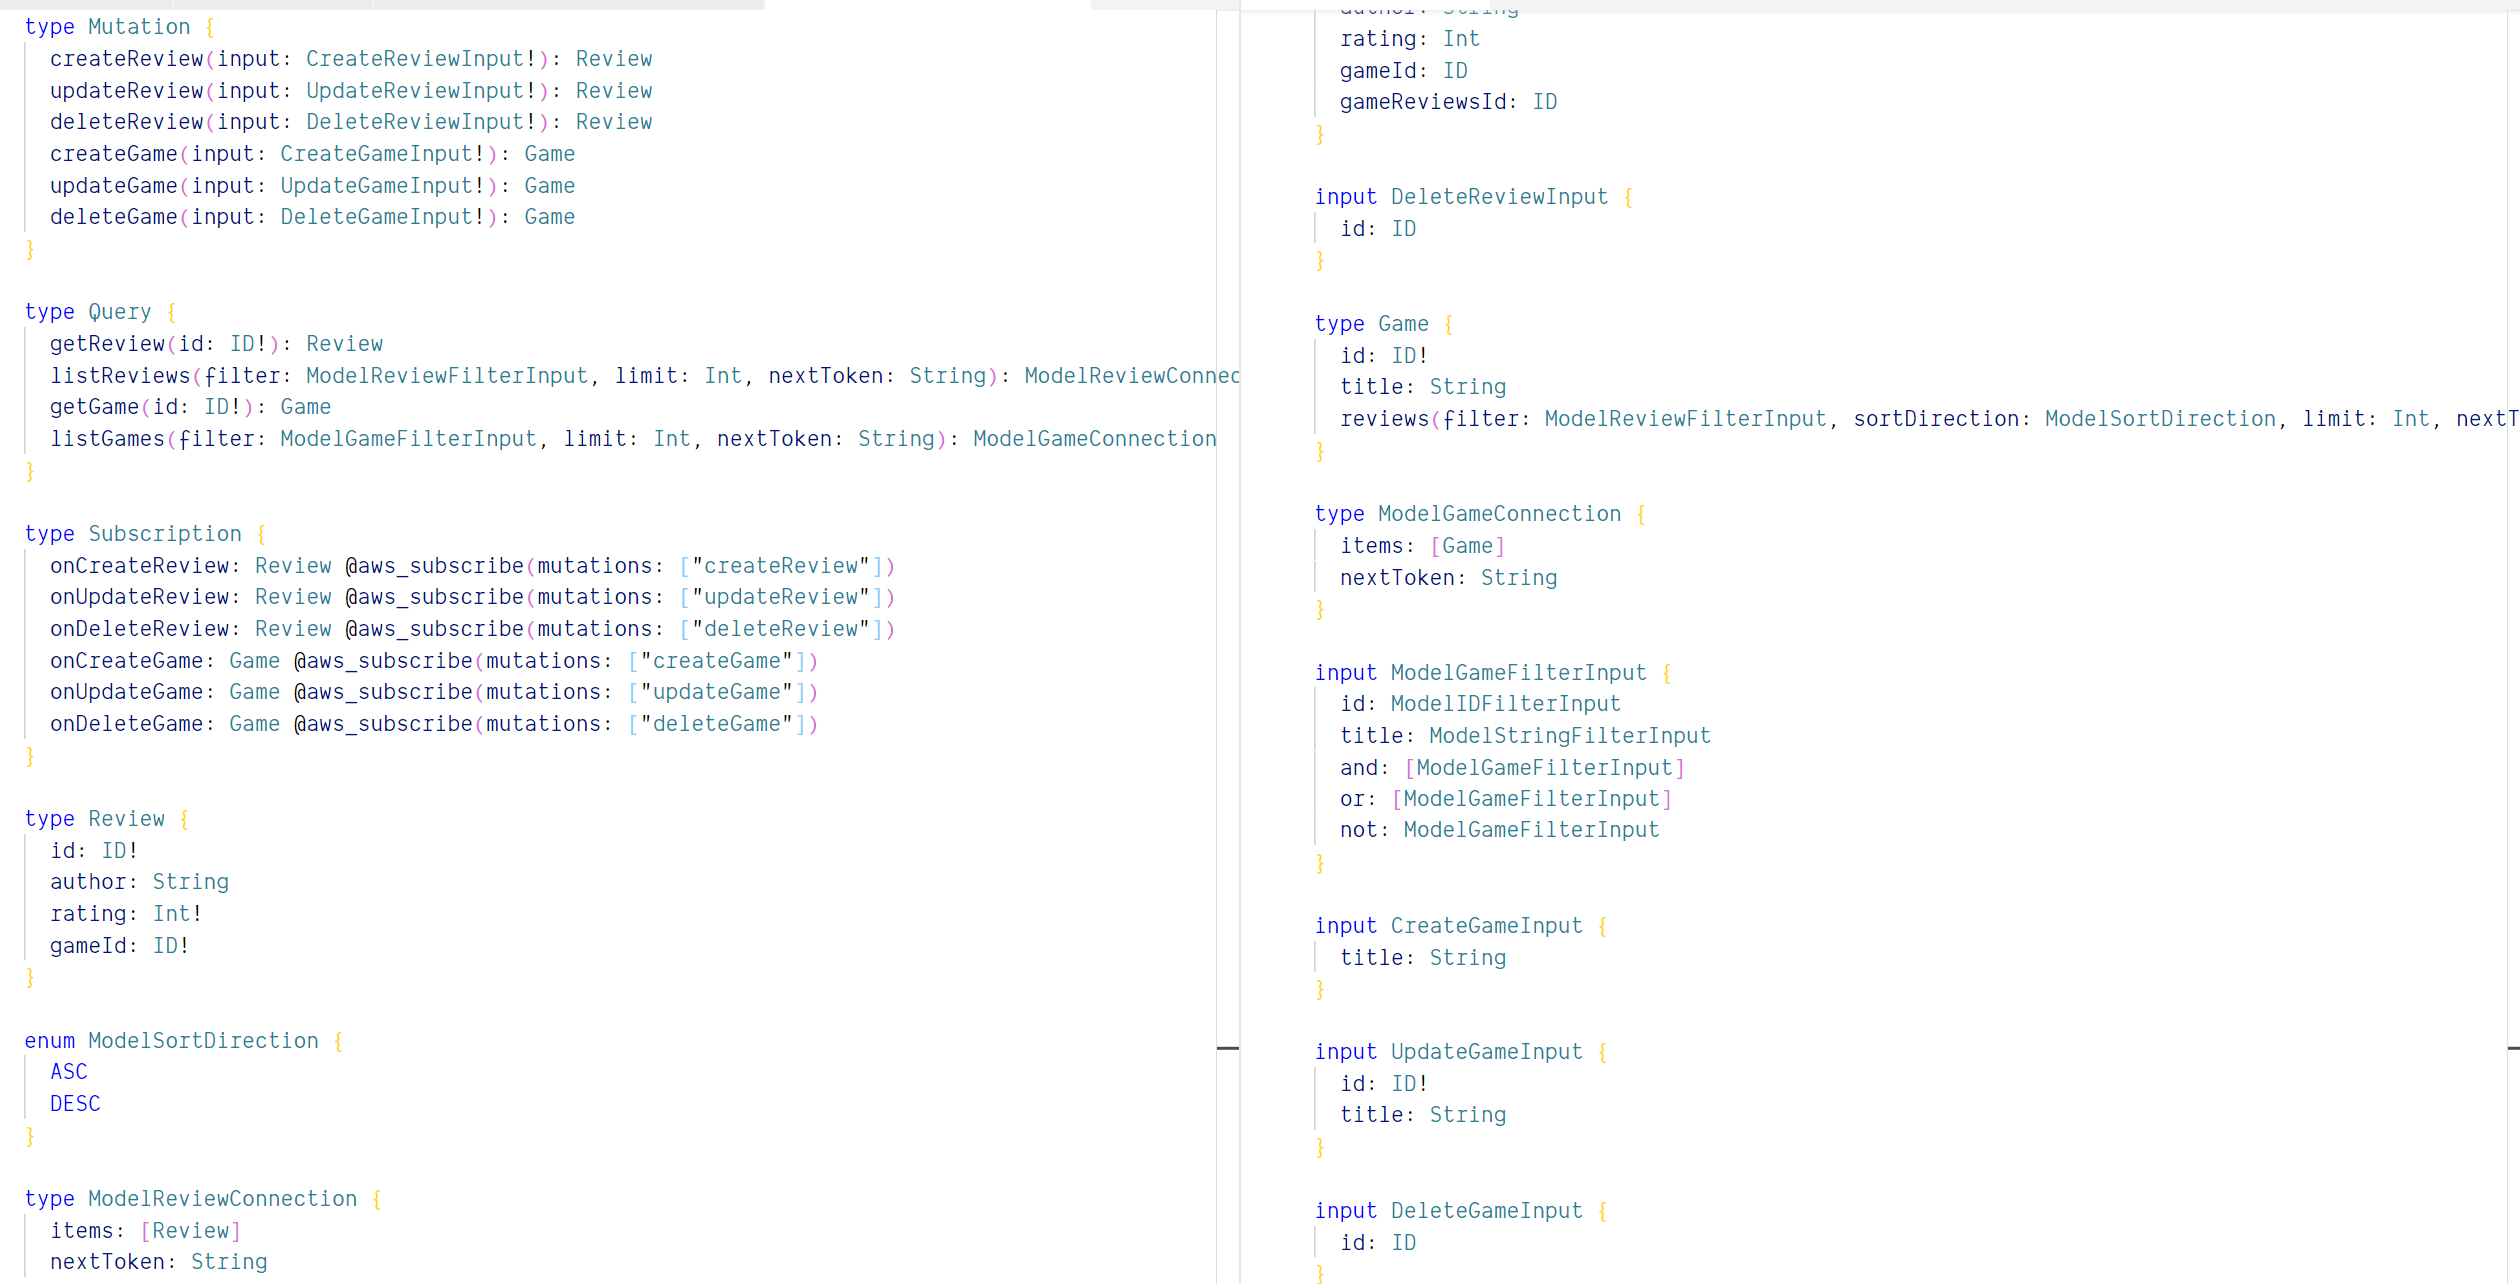 type Mutation {
createReview(input: CreateReviewInput!): Review
updateReview(input: UpdateReviewInput!): Review
deleteReview(input: DeleteReviewInput!): Review
createGame(input: CreateGameInput!): Game
updateGame(input: UpdateGameInput!): Game
deleteGame(input: DeleteGameInput!): Game
}
type Query {
getReview(id: ID!): Review
listReviews(filter: ModelReviewFilterInput, limit: Int, nextToken: String): ModelReviewConnec
getGame(id: ID!): Game
listGames(filter: ModelGameFilterInput, limit: Int, nextToken: String): ModelGameConnection
}
type Subscription {
onCreateReview: Review @aws_subscribe(mutations: ["createReview"])
onUpdateReview: Review @aws_subscribe(mutations: ["updateReview"])
onDeleteReview: Review @aws_subscribe(mutations: ["deleteReview"])
onCreateGame: Game @aws_subscribe(mutations: ["createGame"])
onUpdateGame: Game @aws_subscribe(mutations: ["updateGame"])
onDeleteGame: Game @aws_subscribe(mutations: ["deleteGame"])
}
type Review {
id: ID!
author: String
rating: Int!
gameId: ID!
}
enum ModelSortDirection {
ASC
DESC
}
type ModelReviewConnection {
items: [Review]
nextToken: String
author: String
rating: Int
gameId: ID
gameReviewsId: ID
}
input DeleteReviewInput {
id: ID
}
type Game {
id: ID!
title: String
reviews(filter: ModelReviewFilterInput, sortDirection: ModelSortDirection, limit: Int, nextT
}
type ModelGameConnection {
items: [Game]
nextToken: String
}
input ModelGameFilterInput {
id: ModelIDFilterInput
title: ModelStringFilterInput
and: [ModelGameFilterInput]
or: [ModelGameFilterInput]
not: ModelGameFilterInput
}
input CreateGameInput {
title: String
}
input UpdateGameInput {
id: ID!
title: String
}
input DeleteGameInput {
id: ID
}